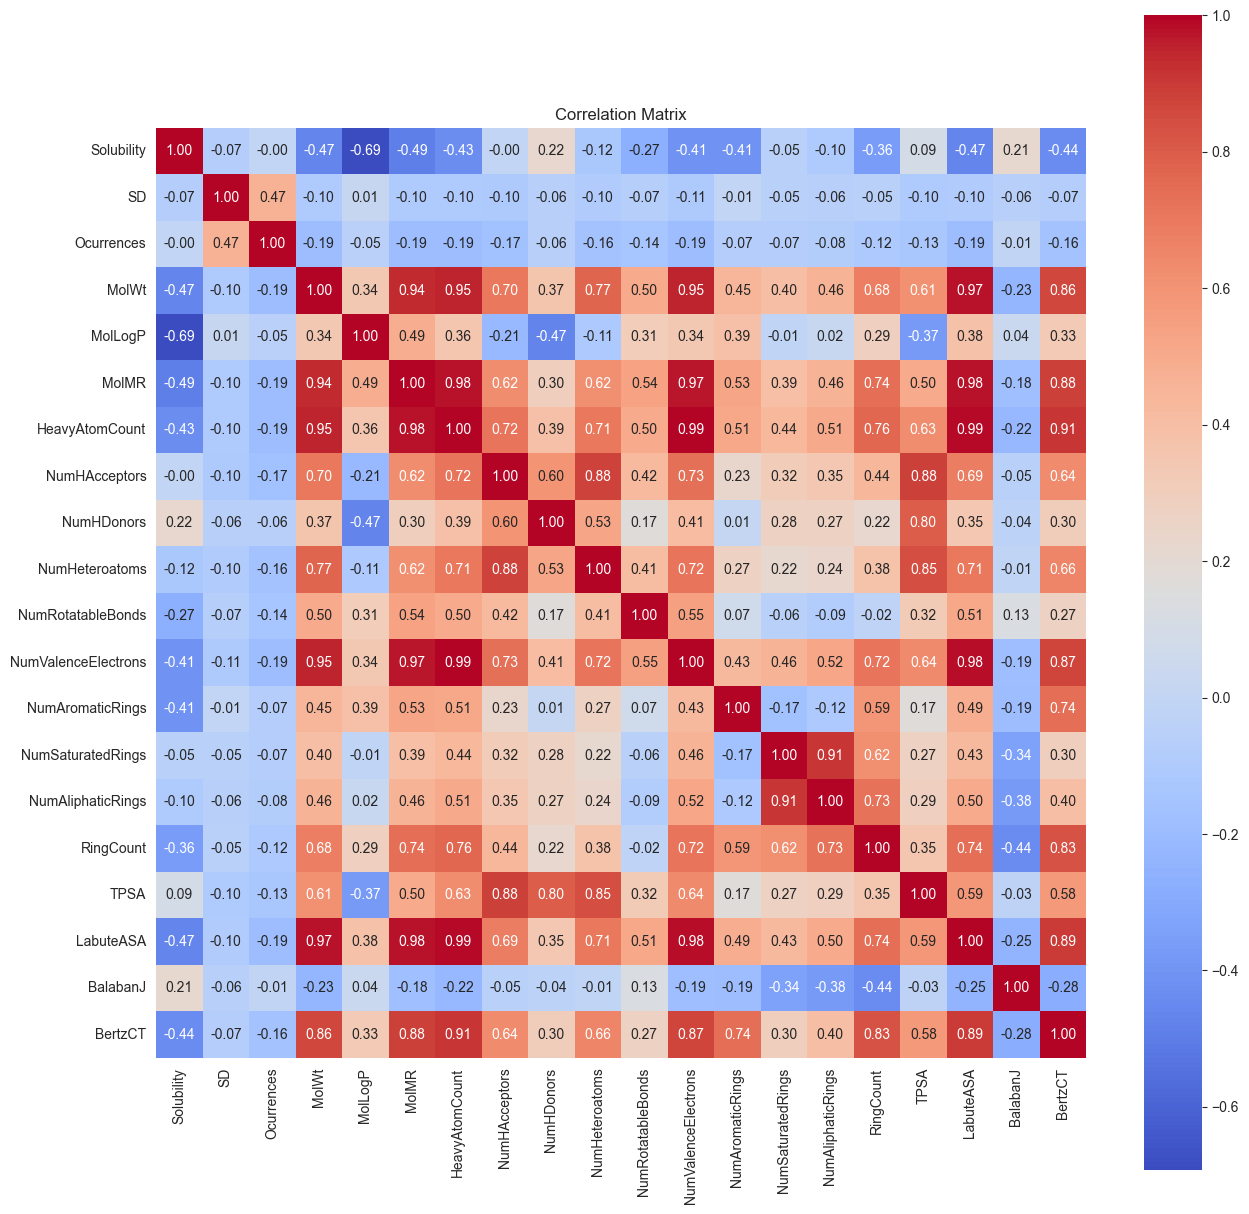 Correlation Matrix
Solubility 1.00 -0.07 -0.00 -0.47 -0.69 -0.49 -0.43 -0.00 0.22 -0.12 -0.27 -0.41 -0.41 -0.05 -0.10 -0.36 0.09 -0.47 0.21 -0.44
SD -0.07 1.00 0.47 -0.10 0.01 -0.10 -0.10 -0.10 -0.06 -0.10 -0.07 -0.11 -0.01 -0.05 -0.06 -0.05 -0.10 -0.10 -0.06 -0.07
Ocurrences -0.00 0.47 1.00 -0.19 -0.05 -0.19 -0.19 -0.17 -0.06 -0.16 -0.14 -0.19 -0.07 -0.07 -0.08 -0.12 -0.13 -0.19 -0.01 -0.16
MolWt -0.47 -0.10 -0.19 1.00 0.34 0.94 0.95 0.70 0.37 0.77 0.50 0.95 0.45 0.40 0.46 0.68 0.61 0.97 -0.23 0.86
MolLogP -0.69 0.01 -0.05 0.34 1.00 0.49 0.36 -0.21 -0.47 -0.11 0.31 0.34 0.39 -0.01 0.02 0.29 -0.37 0.38 0.04 0.33
MolMR -0.49 -0.10 -0.19 0.94 0.49 1.00 0.98 0.62 0.30 0.62 0.54 0.97 0.53 0.39 0.46 0.74 0.50 0.98 -0.18 0.88
HeavyAtomCount -0.43 -0.10 -0.19 0.95 0.36 0.98 1.00 0.72 0.39 0.71 0.50 0.99 0.51 0.44 0.51 0.76 0.63 0.99 -0.22 0.91
NumHAcceptors -0.00 -0.10 -0.17 0.70 -0.21 0.62 0.72 1.00 0.60 0.88 0.42 0.73 0.23 0.32 0.35 0.44 0.88 0.69 -0.05 0.64
NumHDonors 0.22 -0.06 -0.06 0.37 -0.47 0.30 0.39 0.60 1.00 0.53 0.17 0.41 0.01 0.28 0.27 0.22 0.80 0.35 -0.04 0.30
NumHeteroatoms -0.12 -0.10 -0.16 0.77 -0.11 0.62 0.71 0.88 0.53 1.00 0.41 0.72 0.27 0.22 0.24 0.38 0.85 0.71 -0.01 0.66
NumRotatableBonds -0.27 -0.07 -0.14 0.50 0.31 0.54 0.50 0.42 0.17 0.41 1.00 0.55 0.07 -0.06 -0.09 -0.02 0.32 0.51 0.13 0.27
NumValenceElectrons -0.41 -0.11 -0.19 0.95 0.34 0.97 0.99 0.73 0.41 0.72 0.55 1.00 0.43 0.46 0.52 0.72 0.64 0.98 -0.19 0.87
NumAromaticRings -0.41 -0.01 -0.07 0.45 0.39 0.53 0.51 0.23 0.01 0.27 0.07 0.43 1.00 -0.17 -0.12 0.59 0.17 0.49 -0.19 0.74
NumSaturatedRings -0.05 -0.05 -0.07 0.40 -0.01 0.39 0.44 0.32 0.28 0.22 -0.06 0.46 -0.17 1.00 0.91 0.62 0.27 0.43 -0.34 0.30
NumAliphaticRings -0.10 -0.06 -0.08 0.46 0.02 0.46 0.51 0.35 0.27 0.24 -0.09 0.52 -0.12 0.91 1.00 0.73 0.29 0.50 -0.38 0.40
RingCount -0.36 -0.05 -0.12 0.68 0.29 0.74 0.76 0.44 0.22 0.38 -0.02 0.72 0.59 0.62 0.73 1.00 0.35 0.74 -0.44 0.83
TPSA 0.09 -0.10 -0.13 0.61 -0.37 0.50 0.63 0.88 0.80 0.85 0.32 0.64 0.17 0.27 0.29 0.35 1.00 0.59 -0.03 0.58
LabuteASA -0.47 -0.10 -0.19 0.97 0.38 0.98 0.99 0.69 0.35 0.71 0.51 0.98 0.49 0.43 0.50 0.74 0.59 1.00 -0.25 0.89
BalabanJ 0.21 -0.06 -0.01 -0.23 0.04 -0.18 -0.22 -0.05 -0.04 -0.01 0.13 -0.19 -0.19 -0.34 -0.38 -0.44 -0.03 -0.25 1.00 -0.28
BertzCT -0.44 -0.07 -0.16 0.86 0.33 0.88 0.91 0.64 0.30 0.66 0.27 0.87 0.74 0.30 0.40 0.83 0.58 0.89 -0.28 1.00
Solubility
SD
Ocurrences
MolWt
MolLogP
MolMR
HeavyAtomCount
NumHAcceptors
NumHDonors
NumHeteroatoms
NumRotatableBonds
NumValenceElectrons
NumAromaticRings
NumSaturatedRings
NumAliphaticRings
RingCount
TPSA
LabuteASA
BalabanJ
BertzCT
1.0
0.8
0.6
0.4
0.2
0.0
−0.2
−0.4
−0.6